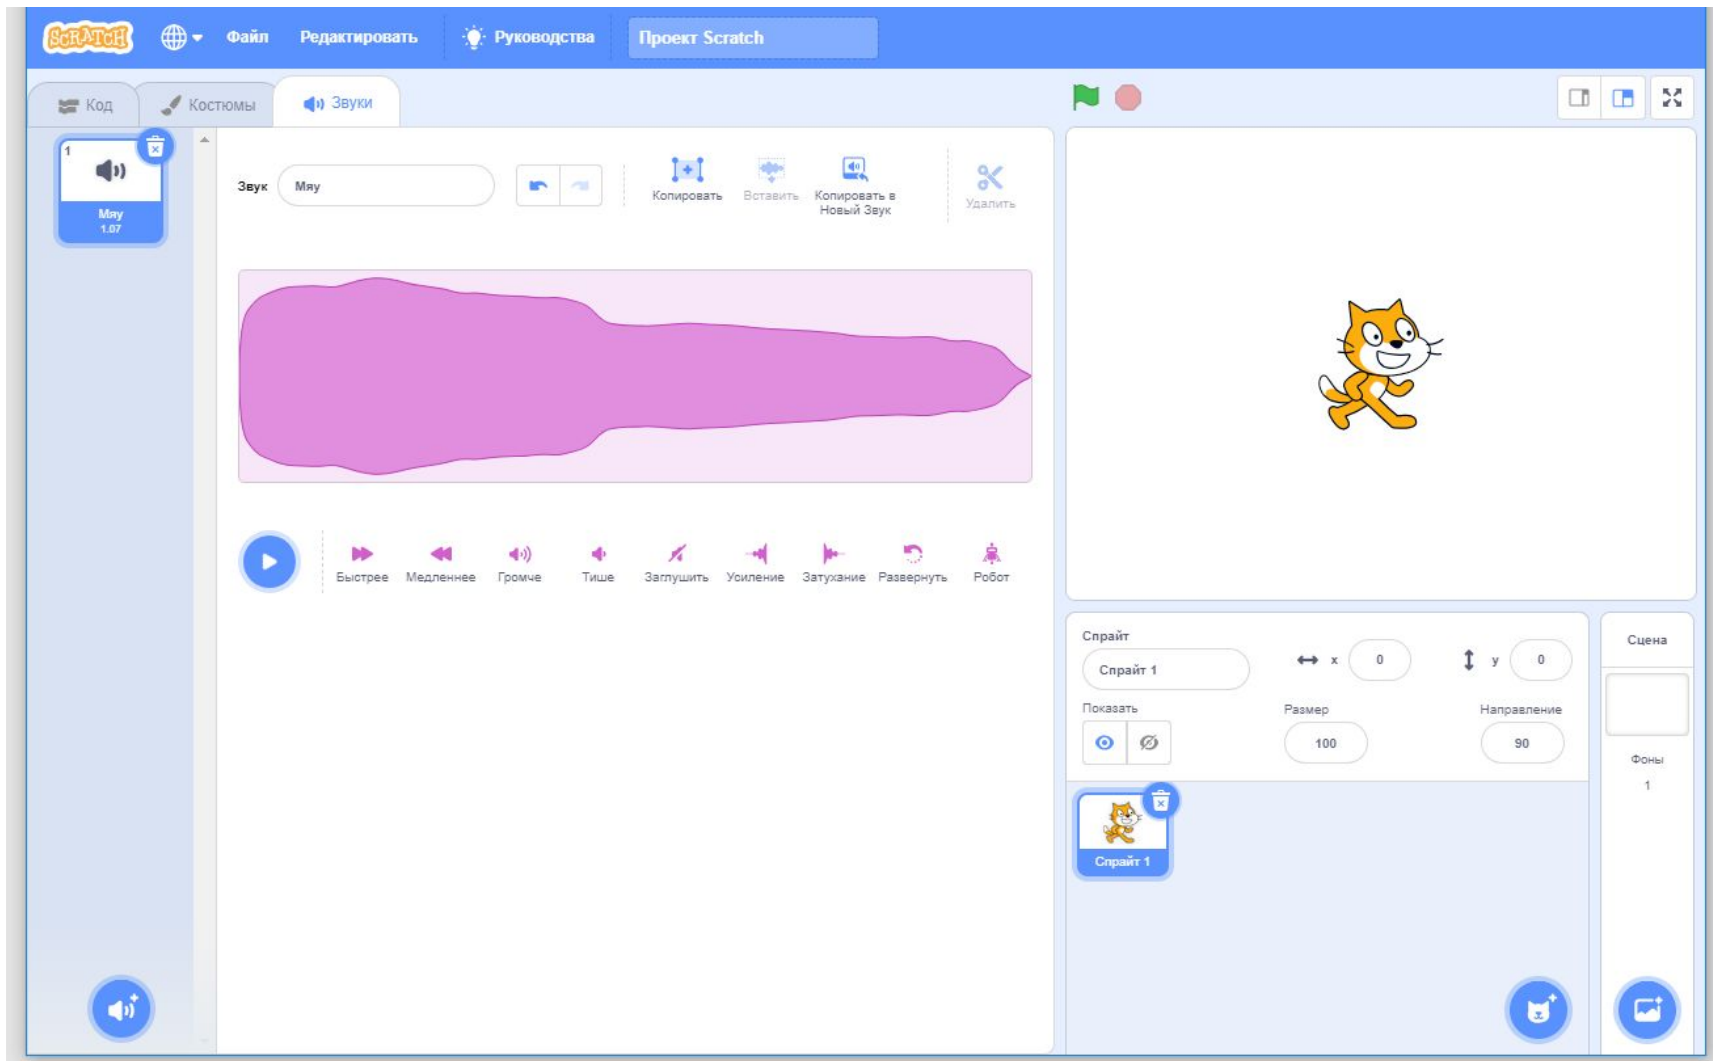 SCRATCH Файл Редактировать Руководства Проект Scratch
Код Костюмы Звуки
1
Мяу
1.07
Звук Мяу
Копировать Вставить Копировать в
Новый Звук
Удалить
Быстрее Медленнее Громче Тише Заглушить Усиление Затухание Развернуть Робот
Спрайт
Спрайт 1 x 0 y 0
Показать Размер Направление
100 90
Спрайт 1
Сцена
Фоны
1